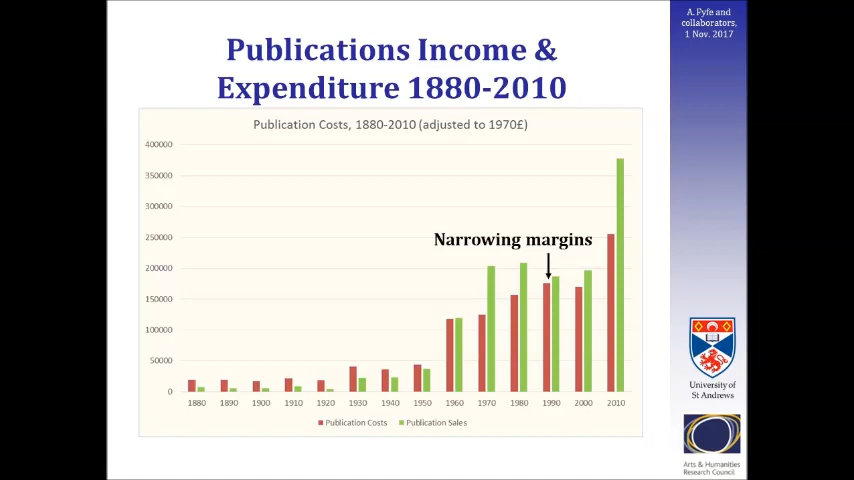 A. Fyfe and
collaborators,
1 Nov. 2017
Publications Income &
Expenditure 1880-2010
Publication Costs, 1880-2010 (adjusted to 1970£)
400000
350000
300000
250000
200000
150000
100000
50000
0
Narrowing margins
1880 1890 1900 1910 1920 1930 1940 1950 1960 1970 1980 1990 2000 2010
Publication Costs Publication Sales
University of
St Andrews
Arts & Humanities
Research Council